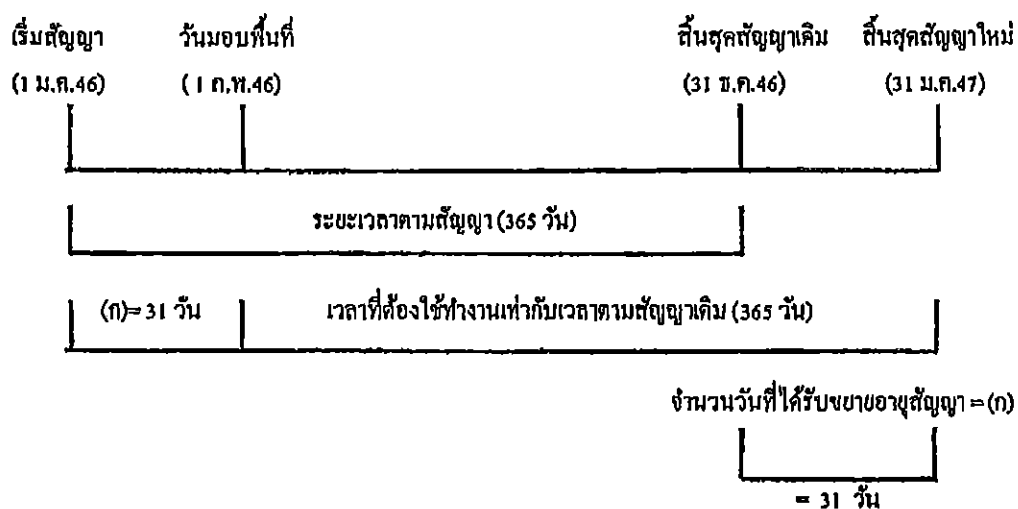 เริ่มสัญญา วันมอบพื้นที่ สิ้นสุดสัญญาเดิม สิ้นสุดสัญญาใหม่
(1 ม.ค.46) (1 ก.พ.46) (31 ธ.ค.46) (31 ม.ค.47)
ระยะเวลาตามสัญญา (365 วัน)
(ก)= 31 วัน เวลาที่ต้องใช้ทำงานเท่ากับเวลาตามสัญญาเดิม (365 วัน)
จำนวนวันที่ได้รับขยายอายุสัญญา = (ก)
= 31 วัน